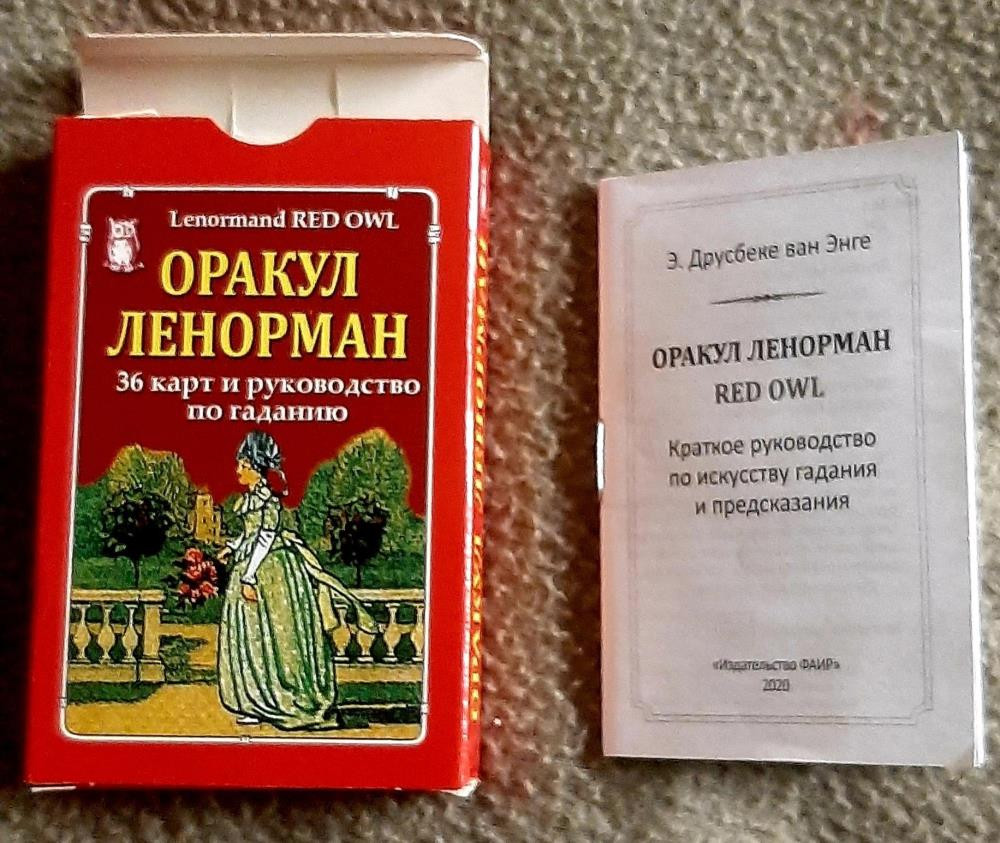 Lenormand RED OWL
ОРАКУЛ
ЛЕНОРМАН
36 карт и руководство
по гаданию
Э. Друсбеке ван Энге
ОРАКУЛ ЛЕНОРМАН
RED OWL
Краткое руководство
по искусству гадания
и предсказания
«Издательство ФАИР»
2020